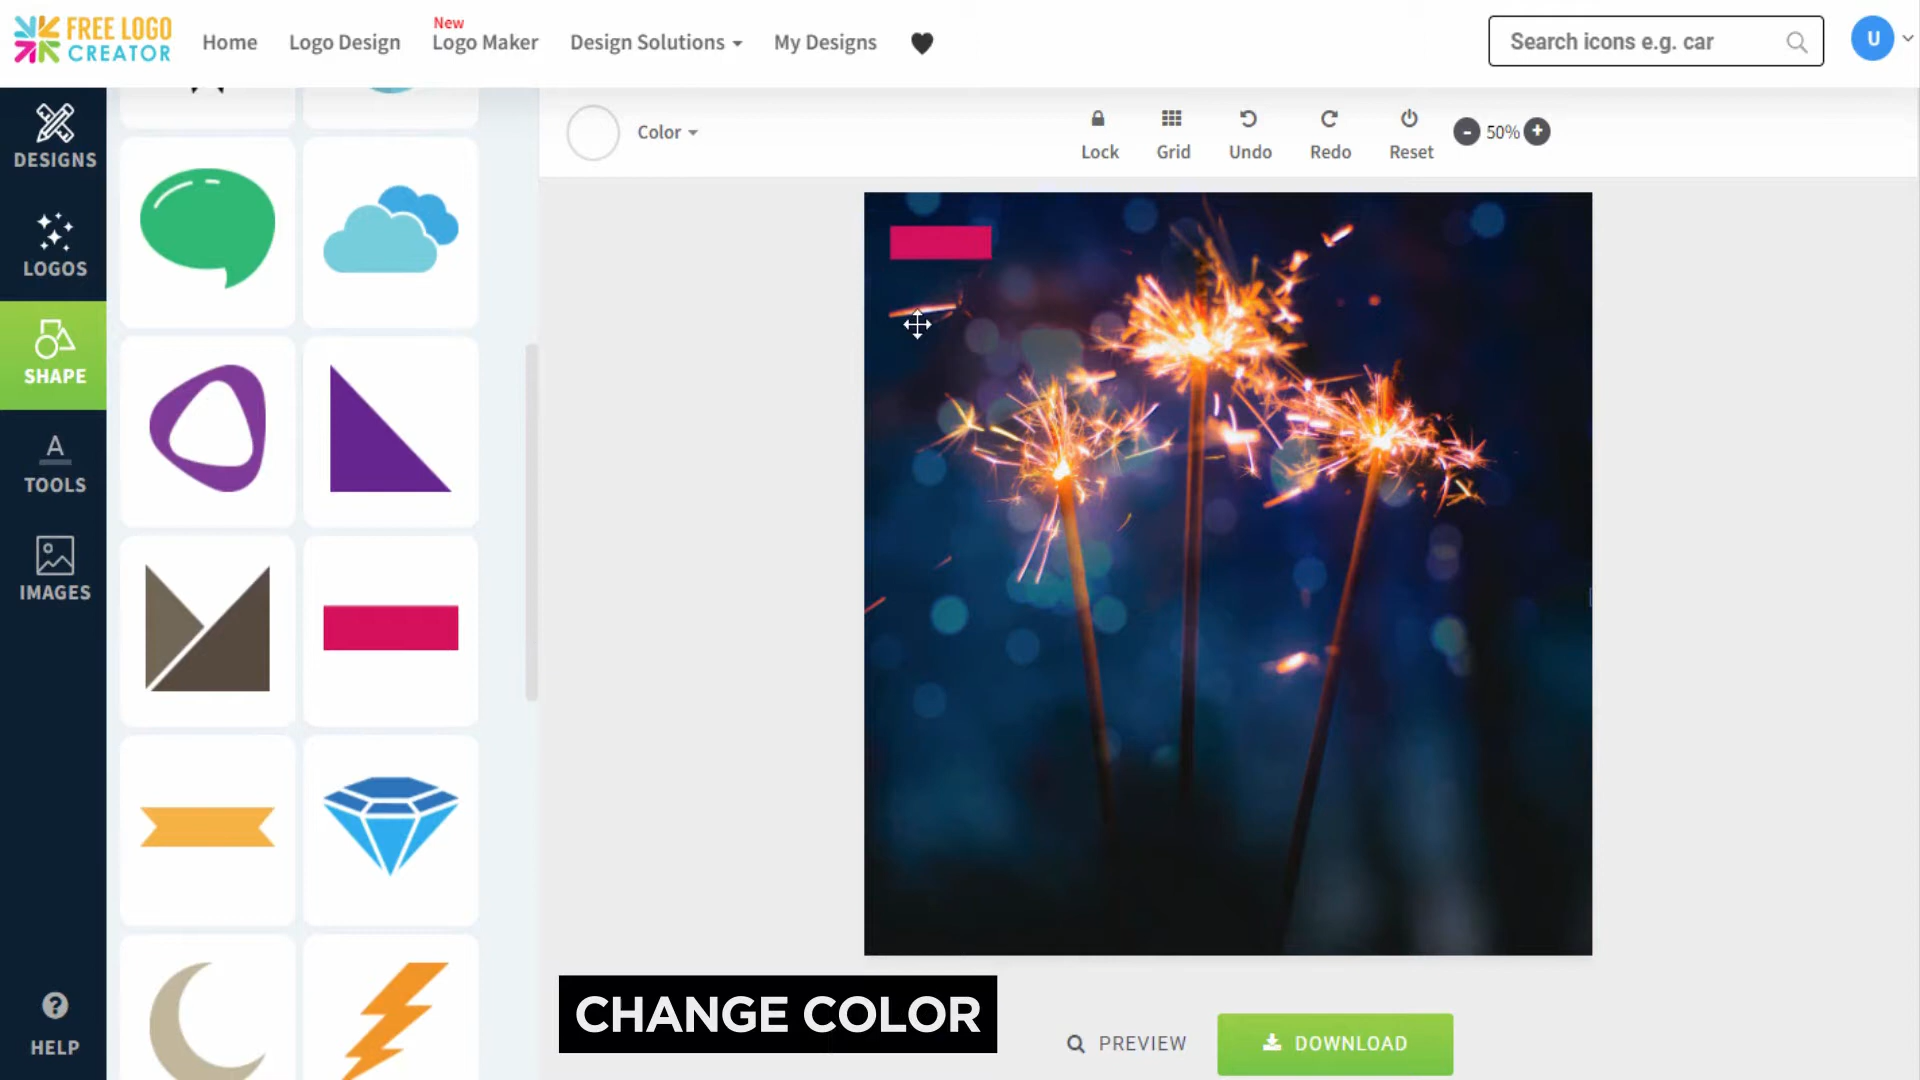 FREE LOGO
CREATOR
Home
Logo Design
New
Logo Maker
Design Solutions
My Designs
Search icons e.g. car
U
DESIGNS
LOGOS
SHAPE
A
TOOLS
IMAGES
?
HELP
Color
Lock
Grid
Undo
Redo
Reset
- 50% +
CHANGE COLOR
PREVIEW
DOWNLOAD